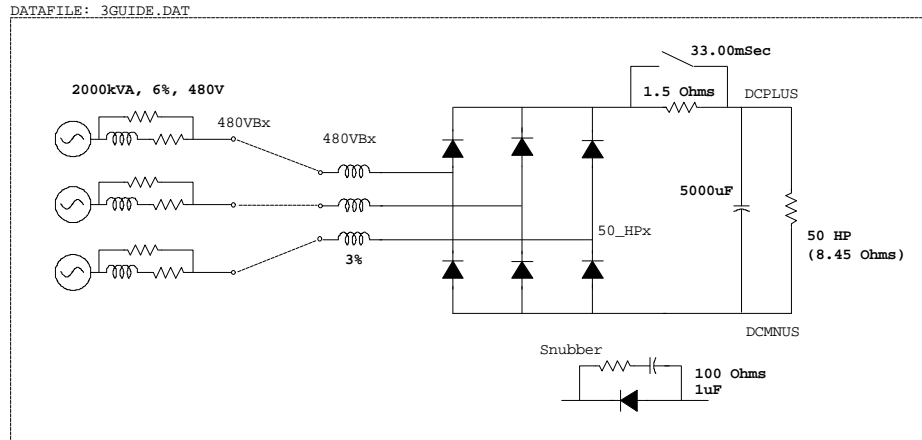 DATAFILE: 3GUIDE.DAT
33.00mSec
2000kVA, 6%, 480V
1.5 Ohms
DCPLUS
480VBx
480VBx
5000uF
50_HPx
50 HP
(8.45 Ohms)
3%
DCMNUS
Snubber
100 Ohms
1uF